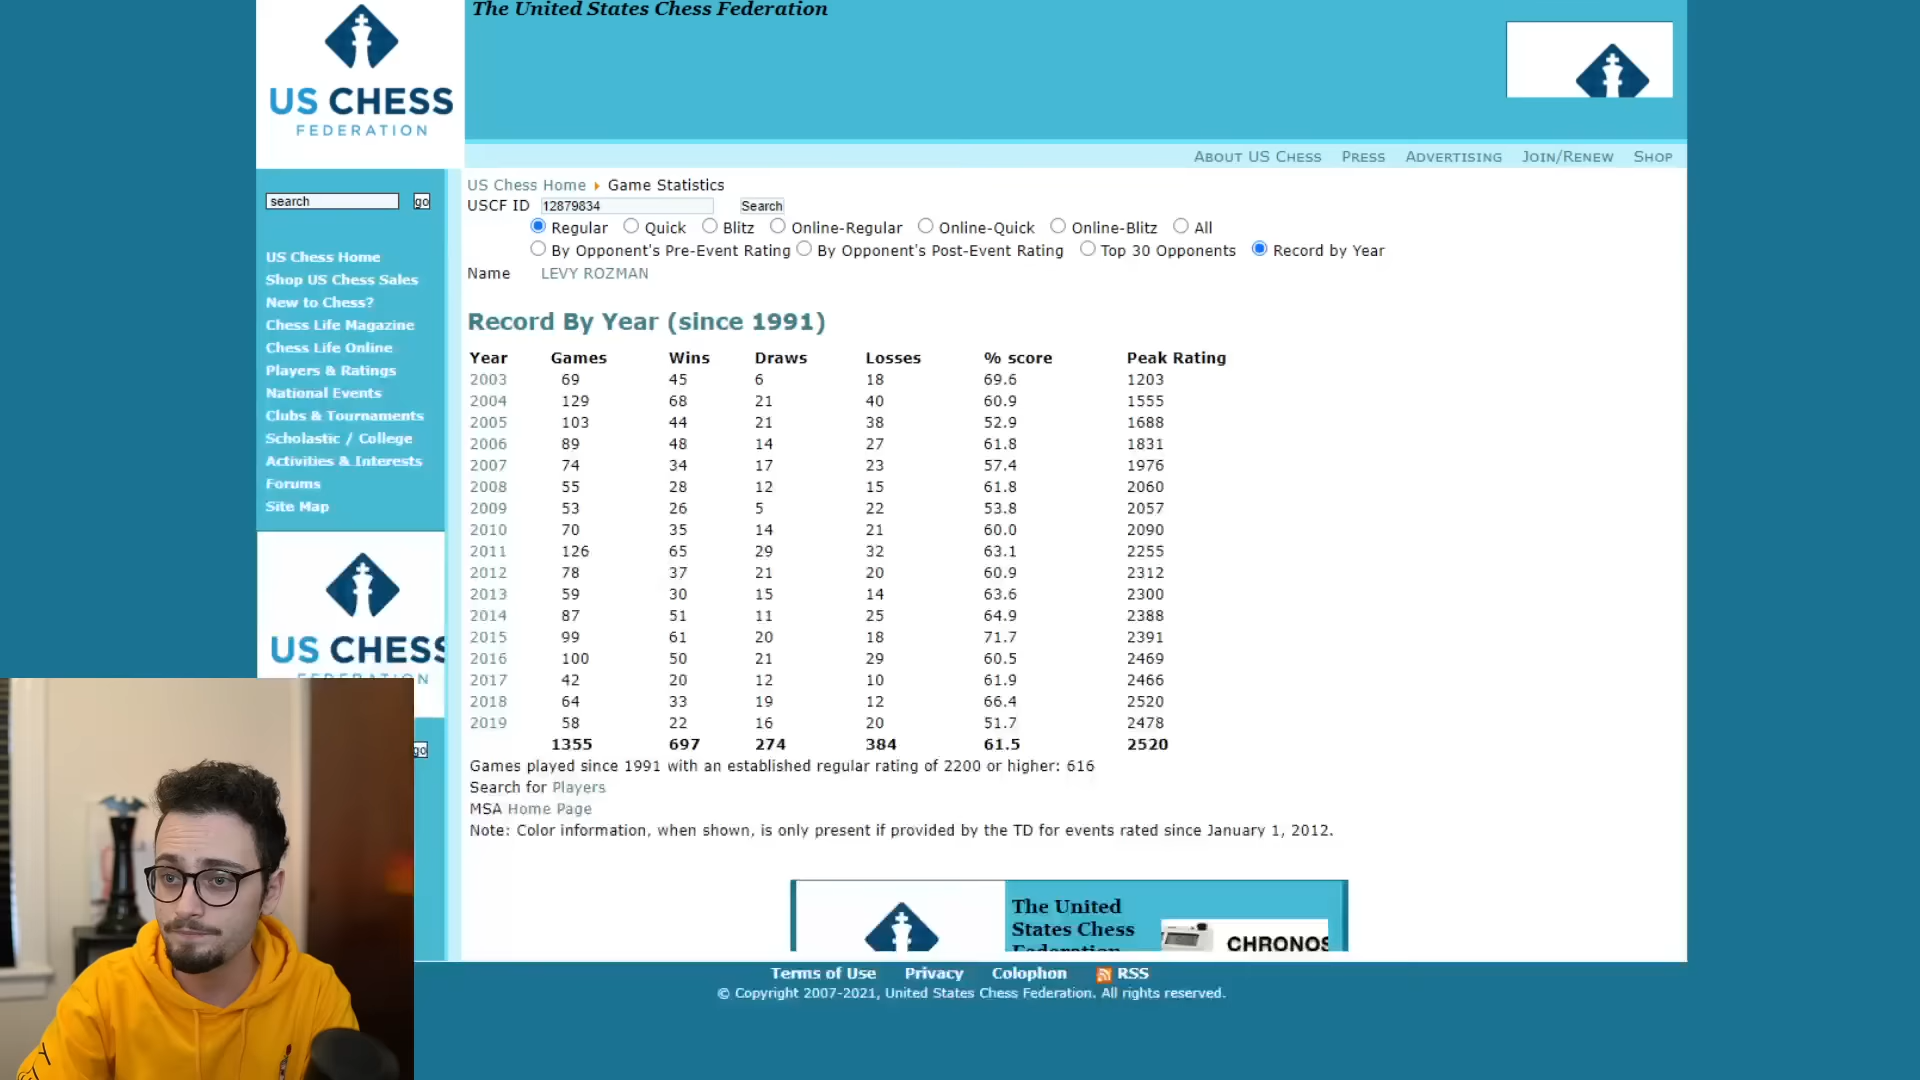 The United States Chess Federation
US CHESS
FEDERATION
About US Chess Press Advertising Join/Renew Shop
search go
US Chess Home
Shop US Chess Sales
New to Chess?
Chess Life Magazine
Chess Life Online
Players & Ratings
National Events
Clubs & Tournaments
Scholastic / College
Activities & Interests
Forums
Site Map
US CHESS
go
US Chess Home Game Statistics
USCF ID 12879834 Search
Regular Quick Blitz Online-Regular Online-Quick Online-Blitz All
By Opponent's Pre-Event Rating By Opponent's Post-Event Rating Top 30 Opponents Record by Year
Name LEVY ROZMAN
Record By Year (since 1991)
Year Games Wins Draws Losses % score Peak Rating
2003 69 45 6 18 69.6 1203
2004 129 68 21 40 60.9 1555
2005 103 44 21 38 52.9 1688
2006 89 48 14 27 61.8 1831
2007 74 34 17 23 57.4 1976
2008 55 28 12 15 61.8 2060
2009 53 26 5 22 53.8 2057
2010 70 35 14 21 60.0 2090
2011 126 65 29 32 63.1 2255
2012 78 37 21 20 60.9 2312
2013 59 30 15 14 63.6 2300
2014 87 51 11 25 64.9 2388
2015 99 61 20 18 71.7 2391
2016 100 50 21 29 60.5 2469
2017 42 20 12 10 61.9 2466
2018 64 33 19 12 66.4 2520
2019 58 22 16 20 51.7 2478
1355 697 274 384 61.5 2520
Games played since 1991 with an established regular rating of 2200 or higher: 616
Search for Players
MSA Home Page
Note: Color information, when shown, is only present if provided by the TD for events rated since January 1, 2012.
The United
States Chess
Federation
CHRONOS
Terms of Use Privacy Colophon RSS
© Copyright 2007-2021, United States Chess Federation. All rights reserved.